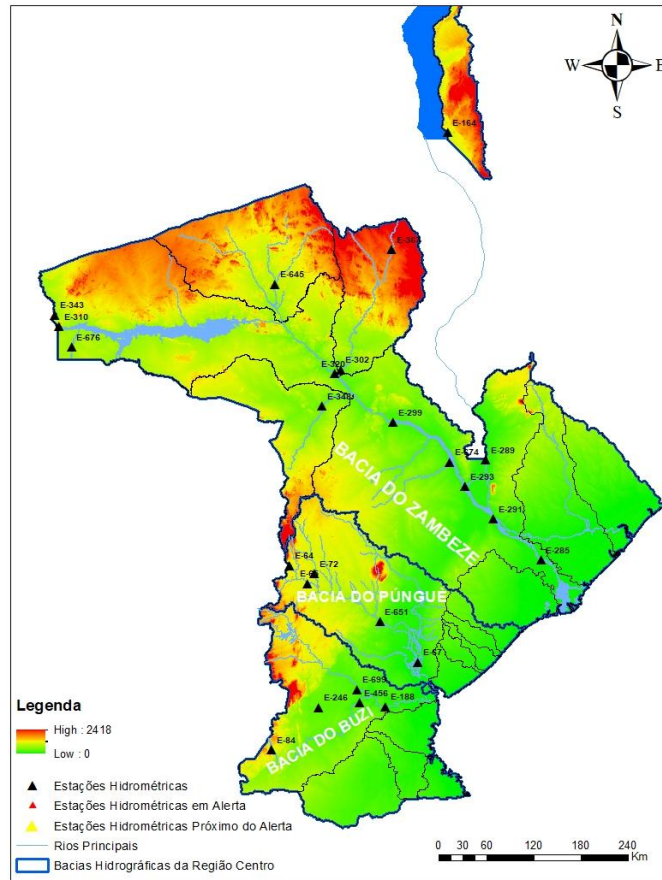 N
W
E
S
E-164
E-645
E-343
E-310
E-676
E-320
E-302
E-348
E-299
E-289
E-293
E-291
E-285
BACIA DO ZAMBEZE
E-64
E-72
BACIA DO PÚNGUE
E-651
E-67
E-699
E-456
E-246
E-188
BACIA DO BUZI
E-84
Legenda
High : 2418
Low : 0
Estações Hidrométricas
Estações Hidrométricas em Alerta
Estações Hidrométricas Próximo do Alerta
Rios Principais
Bacias Hidrográficas da Região Centro
0 15 30 60 120 180 240
Km